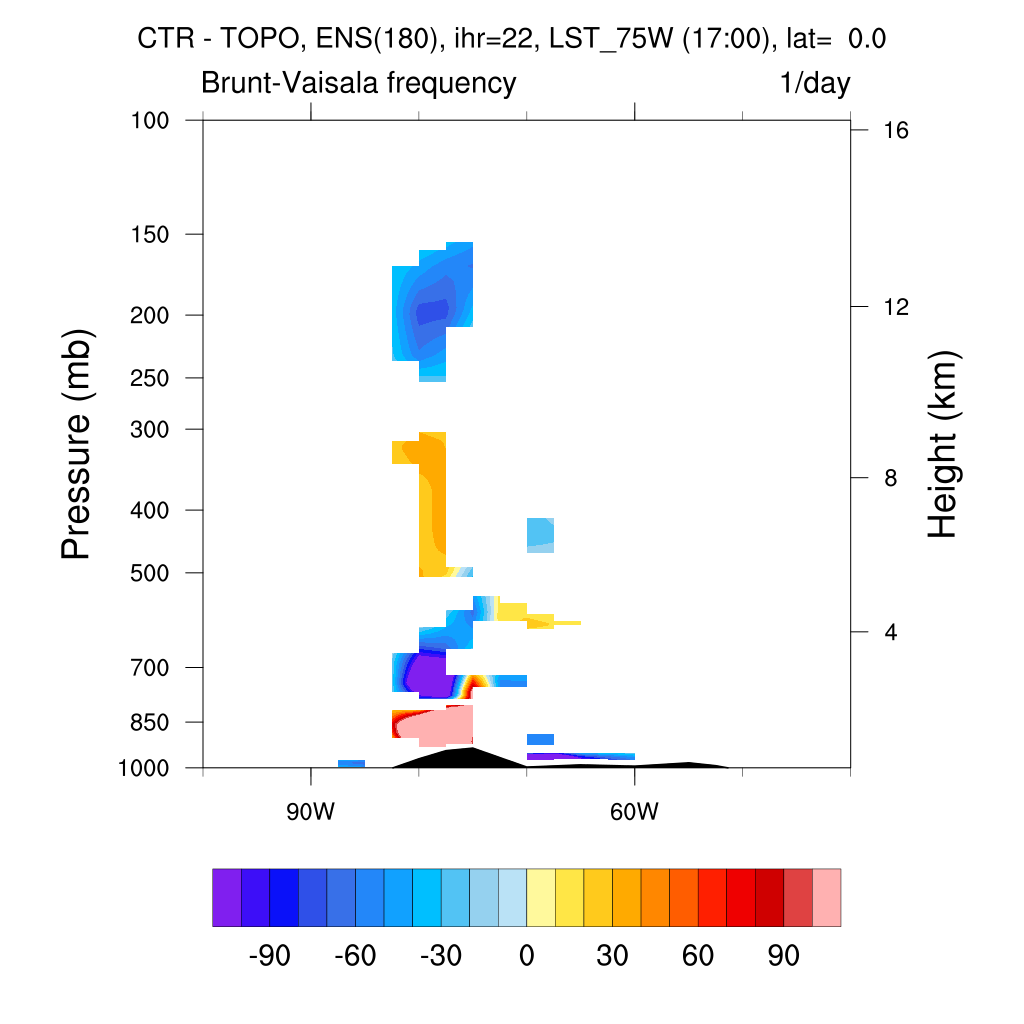 CTR - TOPO, ENS(180), ihr=22, LST_75W (17:00), lat=  0.0
Brunt-Vaisala frequency 1/day
100
150
200
250
300
400
500
700
850
1000
Pressure (mb)
16
12
8
4
Height (km)
90W 60W
-90 -60 -30 0 30 60 90